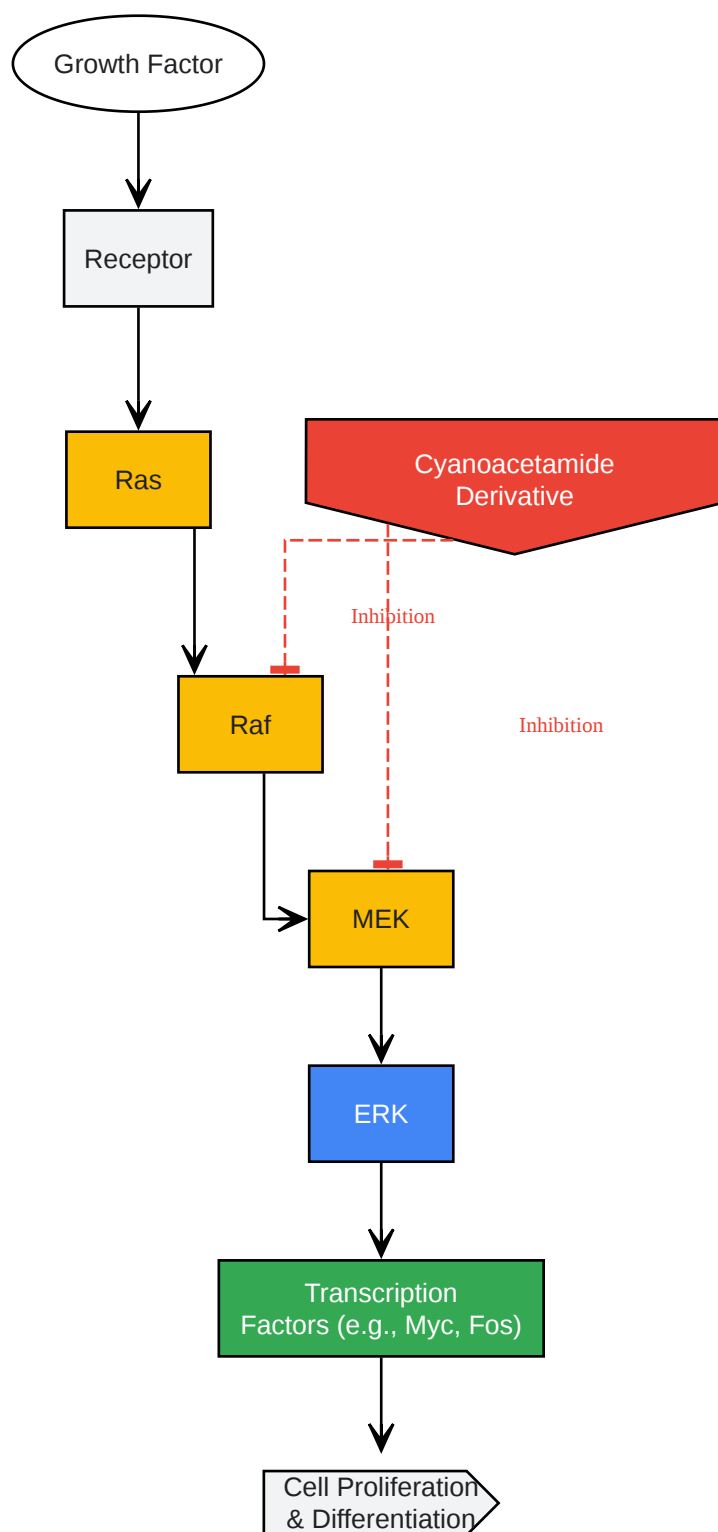 Growth Factor
Receptor
Ras
Cyanoacetamide
Derivative
Inhibition
Raf
Inhibition
MEK
ERK
Transcription
Factors (e.g., Myc, Fos)
Cell Proliferation
& Differentiation